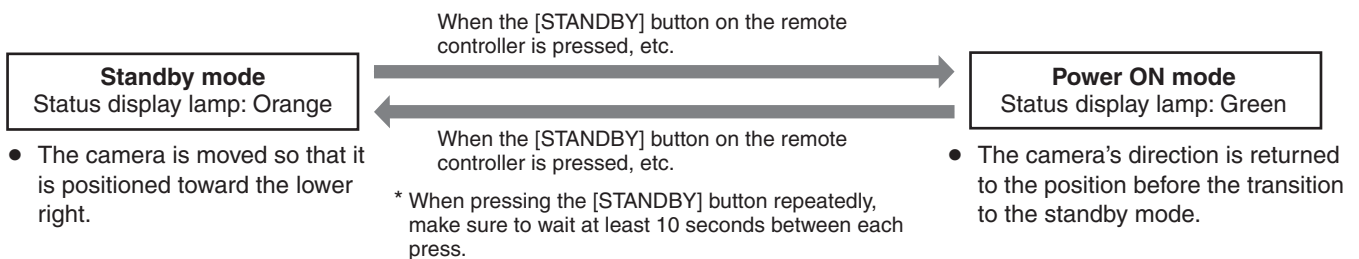 When the [STANDBY] button on the remote
controller is pressed, etc.
Standby mode
Status display lamp: Orange
Power ON mode
Status display lamp: Green
When the [STANDBY] button on the remote
controller is pressed, etc.
* When pressing the [STANDBY] button repeatedly,
make sure to wait at least 10 seconds between each
press.
● The camera is moved so that it
is positioned toward the lower
right.
● The camera’s direction is returned
to the position before the transition
to the standby mode.